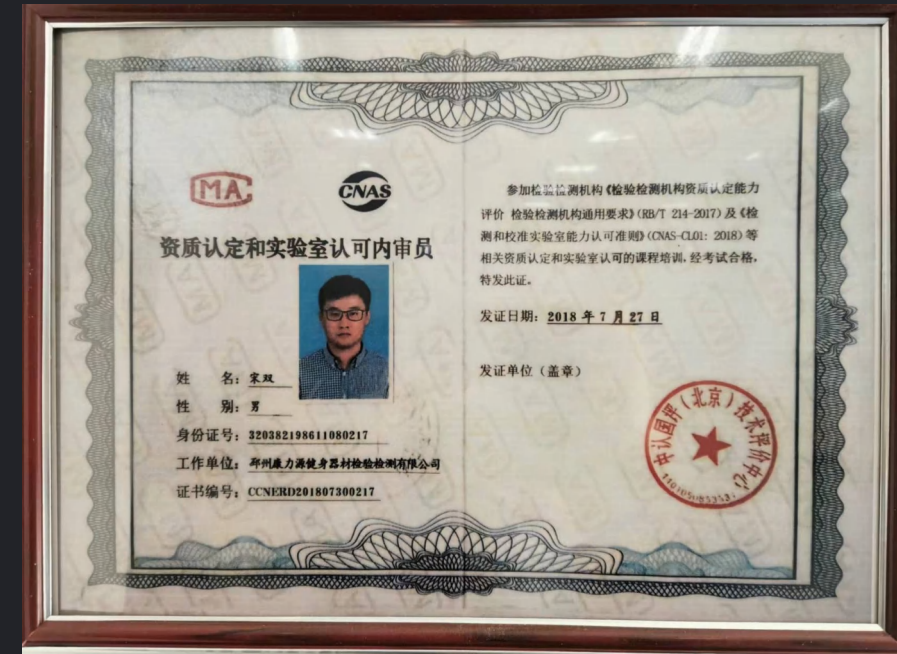 MA
CNAS
资质认定和实验室认可内审员
姓 名：宋双
性 别：男
身份证号：320382198611080217
工作单位：邳州康力源健身器材检验检测有限公司
证书编号：CCNERD201807300217
参加检验检测机构《检验检测机构资质认定能力
评价 检验检测机构通用要求》（RB/T 214-2017）及《检
测和校准实验室能力认可准则》（CNAS-CL01：2018）等
相关资质认定和实验室认可的课程培训，经考试合格，
特发此证。
发证日期：2018 年 7 月 27 日
发证单位（盖章）
中认国评（北京）技术评价中心